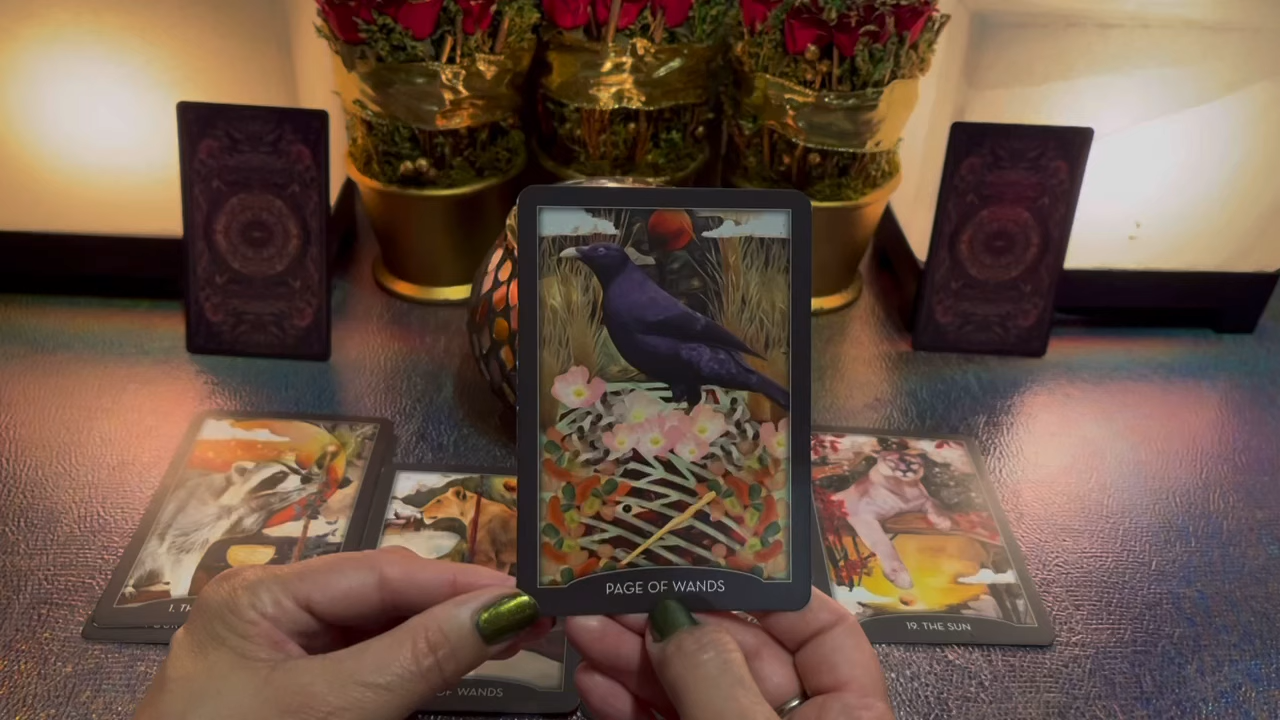 PAGE OF WANDS
1. TH
19. THE SUN
OF WANDS